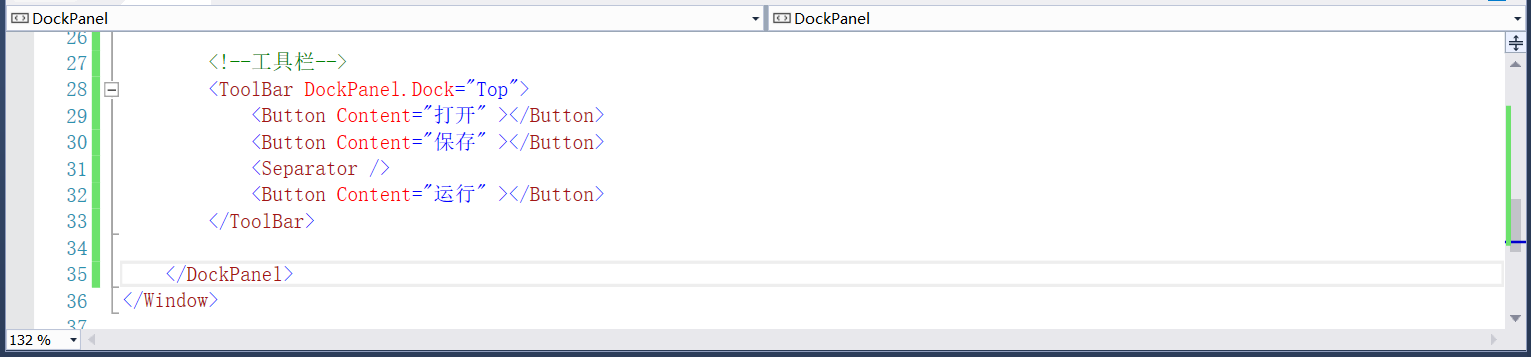 DockPanel DockPanel
26
27 <!--工具栏-->
28 <ToolBar DockPanel.Dock="Top">
29 <Button Content="打开" ></Button>
30 <Button Content="保存" ></Button>
31 <Separator />
32 <Button Content="运行" ></Button>
33 </ToolBar>
34
35 </DockPanel>
36 </Window>
37
132 %